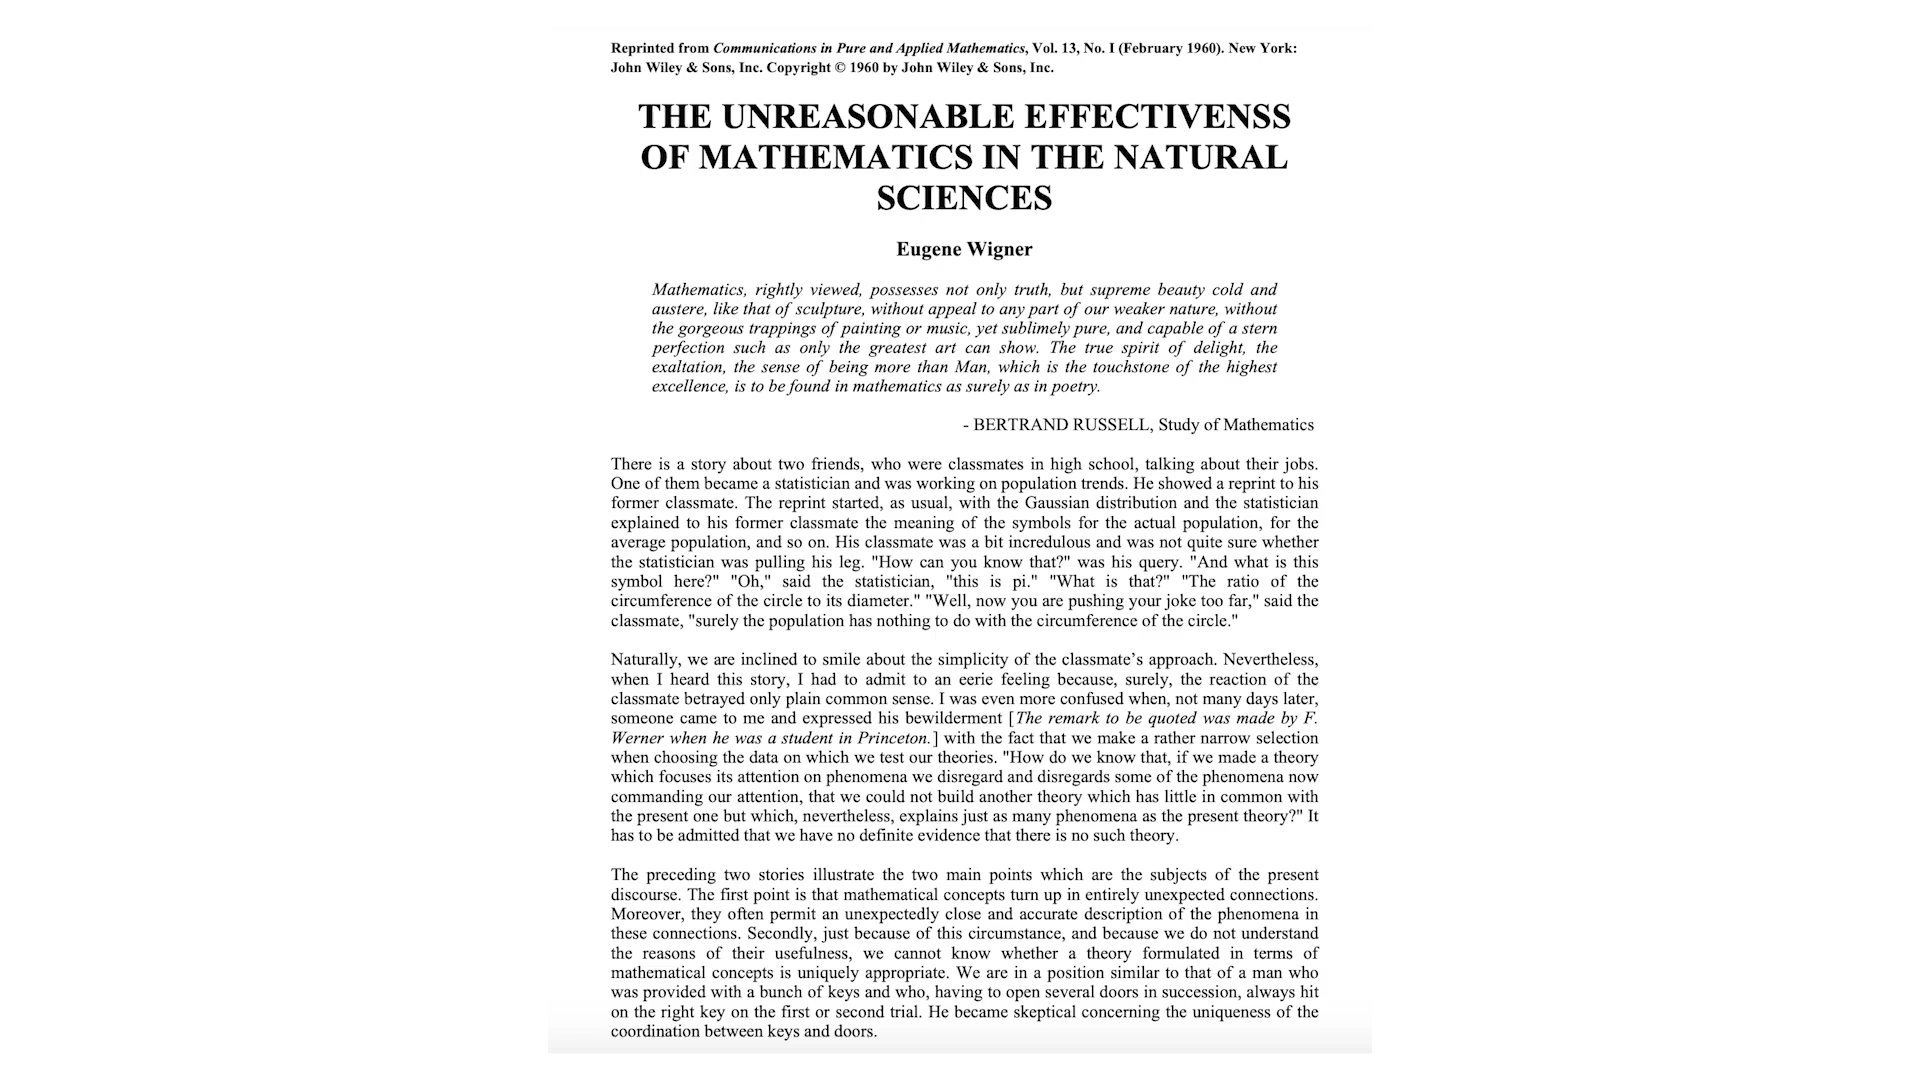 Reprinted from Communications in Pure and Applied Mathematics, Vol. 13, No. I (February 1960). New York:
John Wiley & Sons, Inc. Copyright © 1960 by John Wiley & Sons, Inc.
THE UNREASONABLE EFFECTIVENSS
OF MATHEMATICS IN THE NATURAL
SCIENCES
Eugene Wigner
Mathematics, rightly viewed, possesses not only truth, but supreme beauty cold and
austere, like that of sculpture, without appeal to any part of our weaker nature, without
the gorgeous trappings of painting or music, yet sublimely pure, and capable of a stern
perfection such as only the greatest art can show. The true spirit of delight, the
exaltation, the sense of being more than Man, which is the touchstone of the highest
excellence, is to be found in mathematics as surely as in poetry.
- BERTRAND RUSSELL, Study of Mathematics
There is a story about two friends, who were classmates in high school, talking about their jobs.
One of them became a statistician and was working on population trends. He showed a reprint to his
former classmate. The reprint started, as usual, with the Gaussian distribution and the statistician
explained to his former classmate the meaning of the symbols for the actual population, for the
average population, and so on. His classmate was a bit incredulous and was not quite sure whether
the statistician was pulling his leg. "How can you know that?" was his query. "And what is this
symbol here?" "Oh," said the statistician, "this is pi." "What is that?" "The ratio of the
circumference of the circle to its diameter." "Well, now you are pushing your joke too far," said the
classmate, "surely the population has nothing to do with the circumference of the circle."
Naturally, we are inclined to smile about the simplicity of the classmate’s approach. Nevertheless,
when I heard this story, I had to admit to an eerie feeling because, surely, the reaction of the
classmate betrayed only plain common sense. I was even more confused when, not many days later,
someone came to me and expressed his bewilderment [The remark to be quoted was made by F.
Werner when he was a student in Princeton.] with the fact that we make a rather narrow selection
when choosing the data on which we test our theories. "How do we know that, if we made a theory
which focuses its attention on phenomena we disregard and disregards some of the phenomena now
commanding our attention, that we could not build another theory which has little in common with
the present one but which, nevertheless, explains just as many phenomena as the present theory?" It
has to be admitted that we have no definite evidence that there is no such theory.
The preceding two stories illustrate the two main points which are the subjects of the present
discourse. The first point is that mathematical concepts turn up in entirely unexpected connections.
Moreover, they often permit an unexpectedly close and accurate description of the phenomena in
these connections. Secondly, just because of this circumstance, and because we do not understand
the reasons of their usefulness, we cannot know whether a theory formulated in terms of
mathematical concepts is uniquely appropriate. We are in a position similar to that of a man who
was provided with a bunch of keys and who, having to open several doors in succession, always hit
on the right key on the first or second trial. He became skeptical concerning the uniqueness of the
coordination between keys and doors.